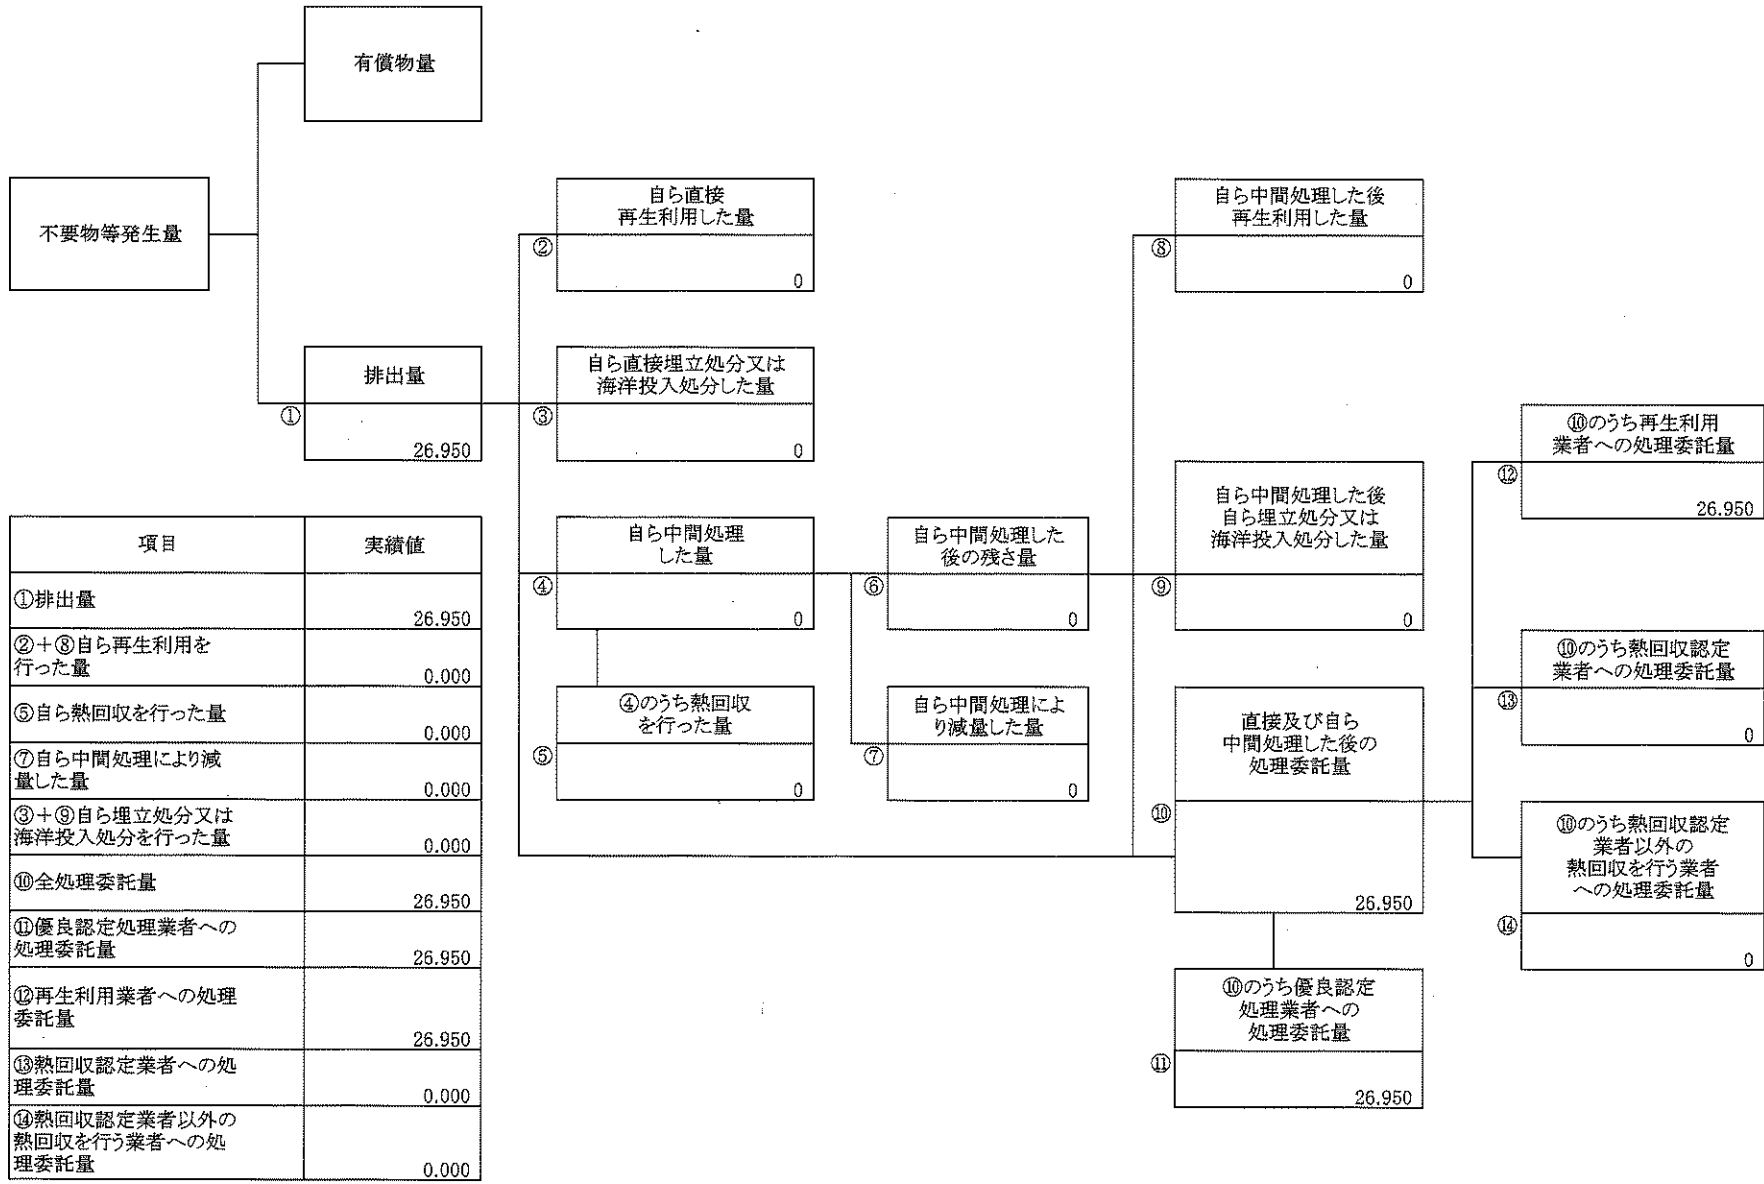 有償物量
不要物等発生量
排出量
①
26.950
自ら直接
再生利用した量
②
0
自ら直接埋立処分又は
海洋投入処分した量
③
0
自ら中間処理
した量
④
0
④のうち熱回収
を行った量
⑤
0
自ら中間処理した
後の残さ量
⑥
0
自ら中間処理によ
り減量した量
⑦
0
自ら中間処理した後
再生利用した量
⑧
0
自ら中間処理した後
自ら埋立処分又は
海洋投入処分した量
⑨
0
直接及び自ら
中間処理した後の
処理委託量
⑩
26.950
⑩のうち優良認定
処理業者への
処理委託量
⑪
26.950
⑩のうち再生利用
業者への処理委託量
⑫
26.950
⑩のうち熱回収認定
業者への処理委託量
⑬
0
⑩のうち熱回収認定
業者以外の
熱回収を行う業者
への処理委託量
⑭
0
項目 実績値
①排出量
26.950
②+⑧自ら再生利用を
行った量
0.000
⑤自ら熱回収を行った量
0.000
⑦自ら中間処理により減
量した量
0.000
③+⑨自ら埋立処分又は
海洋投入処分を行った量
0.000
⑩全処理委託量
26.950
⑪優良認定処理業者への
処理委託量
26.950
⑫再生利用業者への処理
委託量
26.950
⑬熱回収認定業者への処
理委託量
0.000
⑭熱回収認定業者以外の
熱回収を行う業者への処
理委託量
0.000